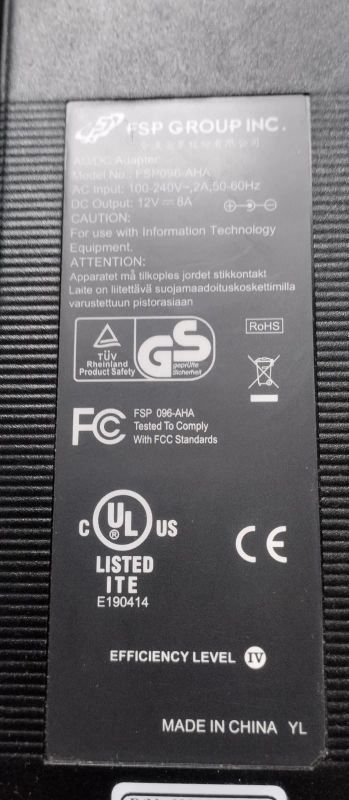 FSP GROUP INC.
AC/DC Adapter
Model No.: FSP096-AHA
AC Input: 100-240V~,2A,50-60Hz
DC Output: 12V⎓8A
CAUTION:
For use with Information Technology
Equipment.
ATTENTION:
Apparatet må tilkoples jordet stikkontakt
Laite on liitettävä suojamaadoituskoskettimilla
varustettuun pistorasiaan
TÜV
Rheinland
Product Safety
GS
geprüfte
Sicherheit
RoHS
FC
FSP 096-AHA
Tested To Comply
With FCC Standards
C UL ® US
LISTED
ITE
E190414
CE
EFFICIENCY LEVEL IV
MADE IN CHINA YL